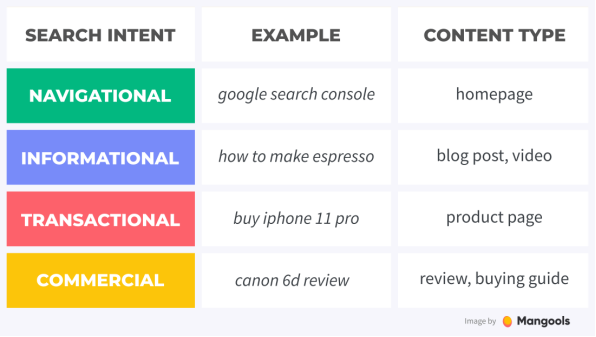 SEARCH INTENT EXAMPLE CONTENT TYPE
NAVIGATIONAL google search console homepage
INFORMATIONAL how to make espresso blog post, video
TRANSACTIONAL buy iphone 11 pro product page
COMMERCIAL canon 6d review review, buying guide
Image by Mangools